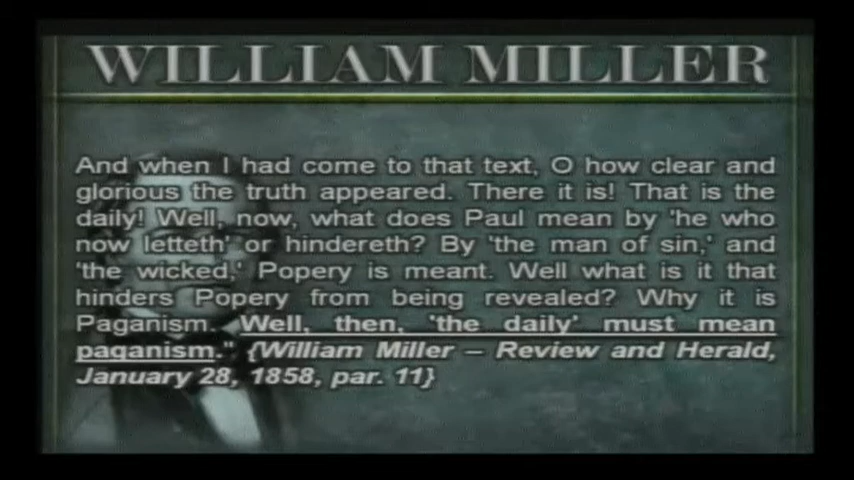 WILLIAM MILLER
And when I had come to that text, O how clear and
glorious the truth appeared. There it is! That is the
daily! Well, now, what does Paul mean by 'he who
now letteth' or hindereth? By 'the man of sin,' and
'the wicked,' Popery is meant. Well what is it that
hinders Popery from being revealed? Why it is
Paganism. Well, then, 'the daily' must mean
paganism." {William Miller – Review and Herald,
January 28, 1858, par. 11}